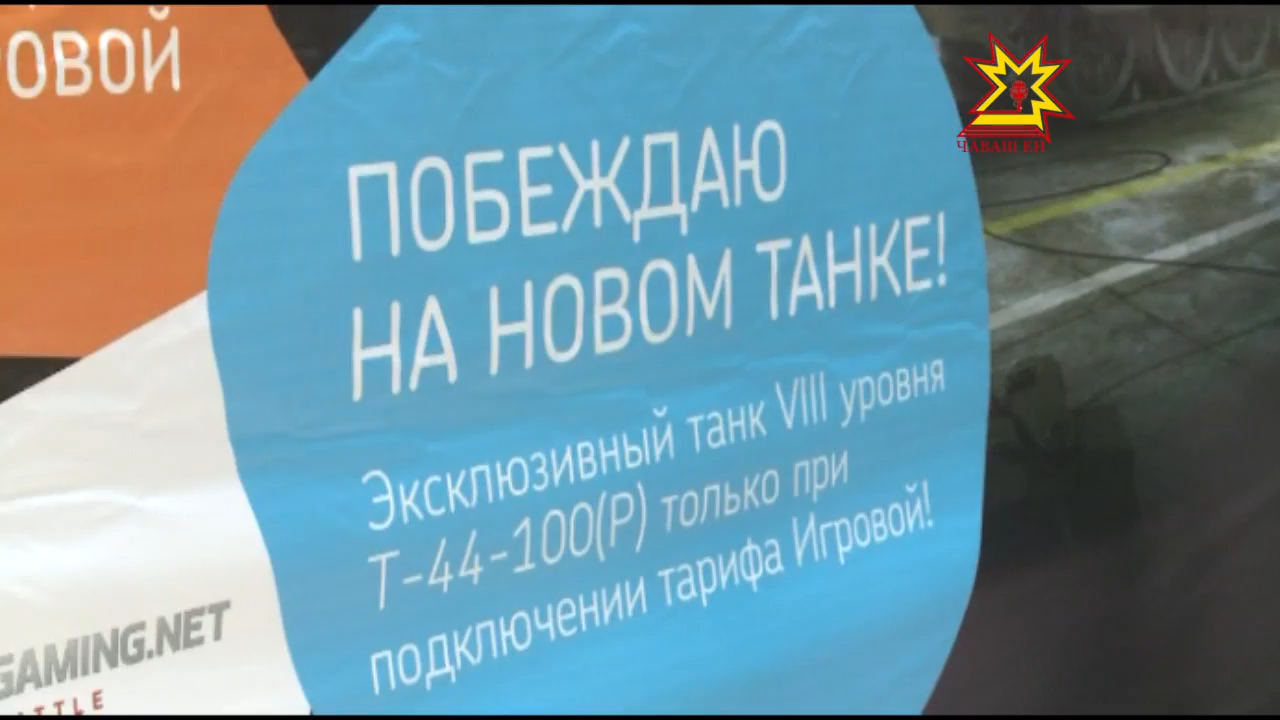 ПОБЕЖДАЮ
НА НОВОМ ТАНКЕ!
Эксклюзивный танк VIII уровня
Т-44-100(Р) только при
подключении тарифа Игровой!
GAMING.NET
ЧАВАШ ЕН